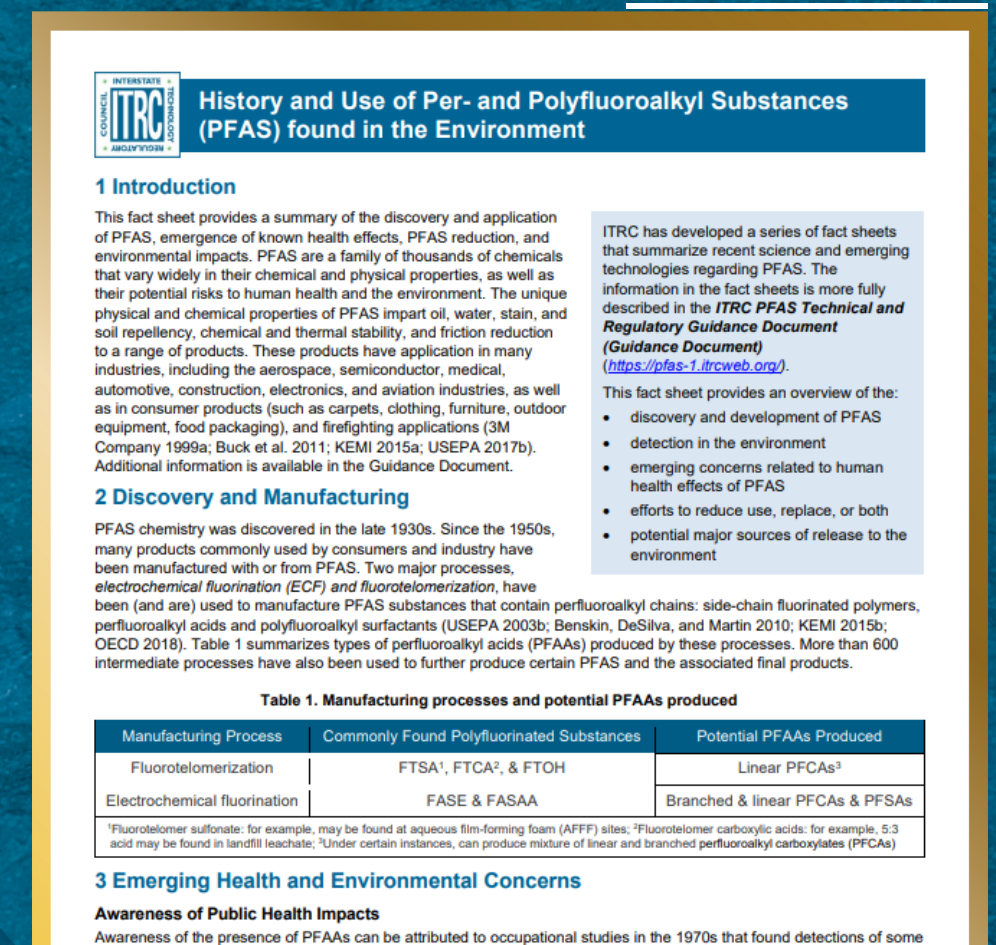 INTERSTATE
COUNCIL
ITRC
TECHNOLOGY
REGULATORY
History and Use of Per- and Polyfluoroalkyl Substances
(PFAS) found in the Environment
1 Introduction
This fact sheet provides a summary of the discovery and application
of PFAS, emergence of known health effects, PFAS reduction, and
environmental impacts. PFAS are a family of thousands of chemicals
that vary widely in their chemical and physical properties, as well as
their potential risks to human health and the environment. The unique
physical and chemical properties of PFAS impart oil, water, stain, and
soil repellency, chemical and thermal stability, and friction reduction
to a range of products. These products have application in many
industries, including the aerospace, semiconductor, medical,
automotive, construction, electronics, and aviation industries, as well
as in consumer products (such as carpets, clothing, furniture, outdoor
equipment, food packaging), and firefighting applications (3M
Company 1999a; Buck et al. 2011; KEMI 2015a; USEPA 2017b).
Additional information is available in the Guidance Document.
ITRC has developed a series of fact sheets
that summarize recent science and emerging
technologies regarding PFAS. The
information in the fact sheets is more fully
described in the ITRC PFAS Technical and
Regulatory Guidance Document
(Guidance Document)
(https://pfas-1.itrcweb.org/).
This fact sheet provides an overview of the:
• discovery and development of PFAS
• detection in the environment
• emerging concerns related to human
health effects of PFAS
• efforts to reduce use, replace, or both
• potential major sources of release to the
environment
2 Discovery and Manufacturing
PFAS chemistry was discovered in the late 1930s. Since the 1950s,
many products commonly used by consumers and industry have
been manufactured with or from PFAS. Two major processes,
electrochemical fluorination (ECF) and fluorotelomerization, have
been (and are) used to manufacture PFAS substances that contain perfluoroalkyl chains: side-chain fluorinated polymers,
perfluoroalkyl acids and polyfluoroalkyl surfactants (USEPA 2003b; Benskin, DeSilva, and Martin 2010; KEMI 2015b;
OECD 2018). Table 1 summarizes types of perfluoroalkyl acids (PFAAs) produced by these processes. More than 600
intermediate processes have also been used to further produce certain PFAS and the associated final products.
Table 1. Manufacturing processes and potential PFAAs produced
Manufacturing Process Commonly Found Polyfluorinated Substances Potential PFAAs Produced
Fluorotelomerization FTSA¹, FTCA², & FTOH Linear PFCAs³
Electrochemical fluorination FASE & FASAA Branched & linear PFCAs & PFSAs
¹Fluorotelomer sulfonate: for example, may be found at aqueous film-forming foam (AFFF) sites; ²Fluorotelomer carboxylic acids: for example, 5:3
acid may be found in landfill leachate; ³Under certain instances, can produce mixture of linear and branched perfluoroalkyl carboxylates (PFCAs)
3 Emerging Health and Environmental Concerns
Awareness of Public Health Impacts
Awareness of the presence of PFAAs can be attributed to occupational studies in the 1970s that found detections of some